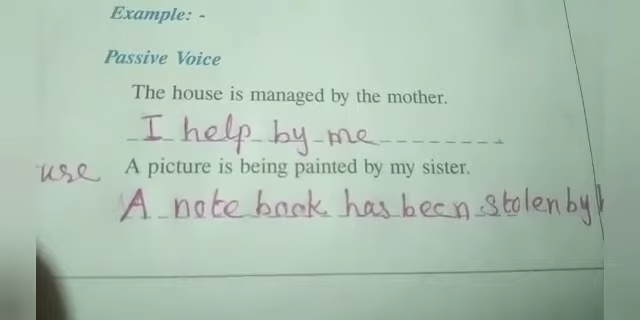 Example: -
Passive Voice
The house is managed by the mother.
I help by me
use A picture is being painted by my sister.
A note book has been stolen by